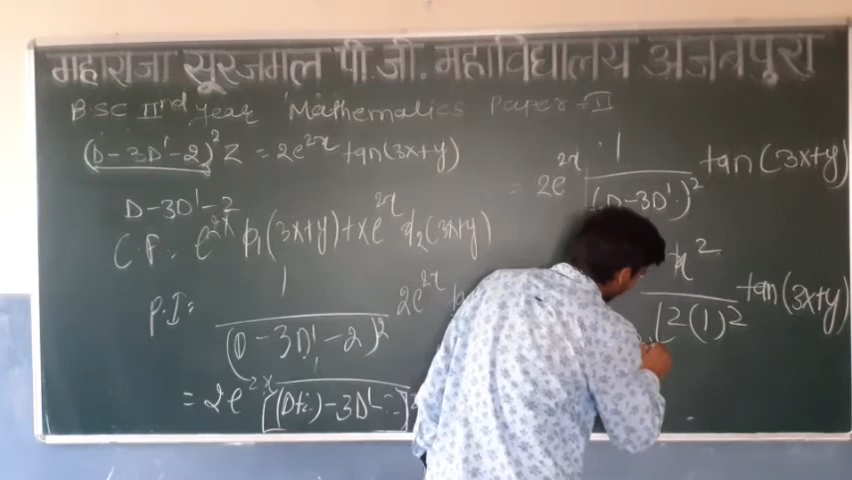 महाराजा सूरजमल पी.जी. महाविद्यालय अजबपुरा
B.SC IInd year Mathematics Paper-II
(D-3D'-2)² Z = 2e^2x tan(3x+y)
D-3D'-2
C.F. = e^2x φ₁(3x+y)+xe^2x φ₂(3x+y)
P.I = 1/(D-3D'-2)² 2e^2x
= 2e^2x 1/[(D+2)-3D'-2]²
= 2e^2x 1/(D-3D')² tan(3x+y)
x²/⌊2(1)² tan(3x+y)